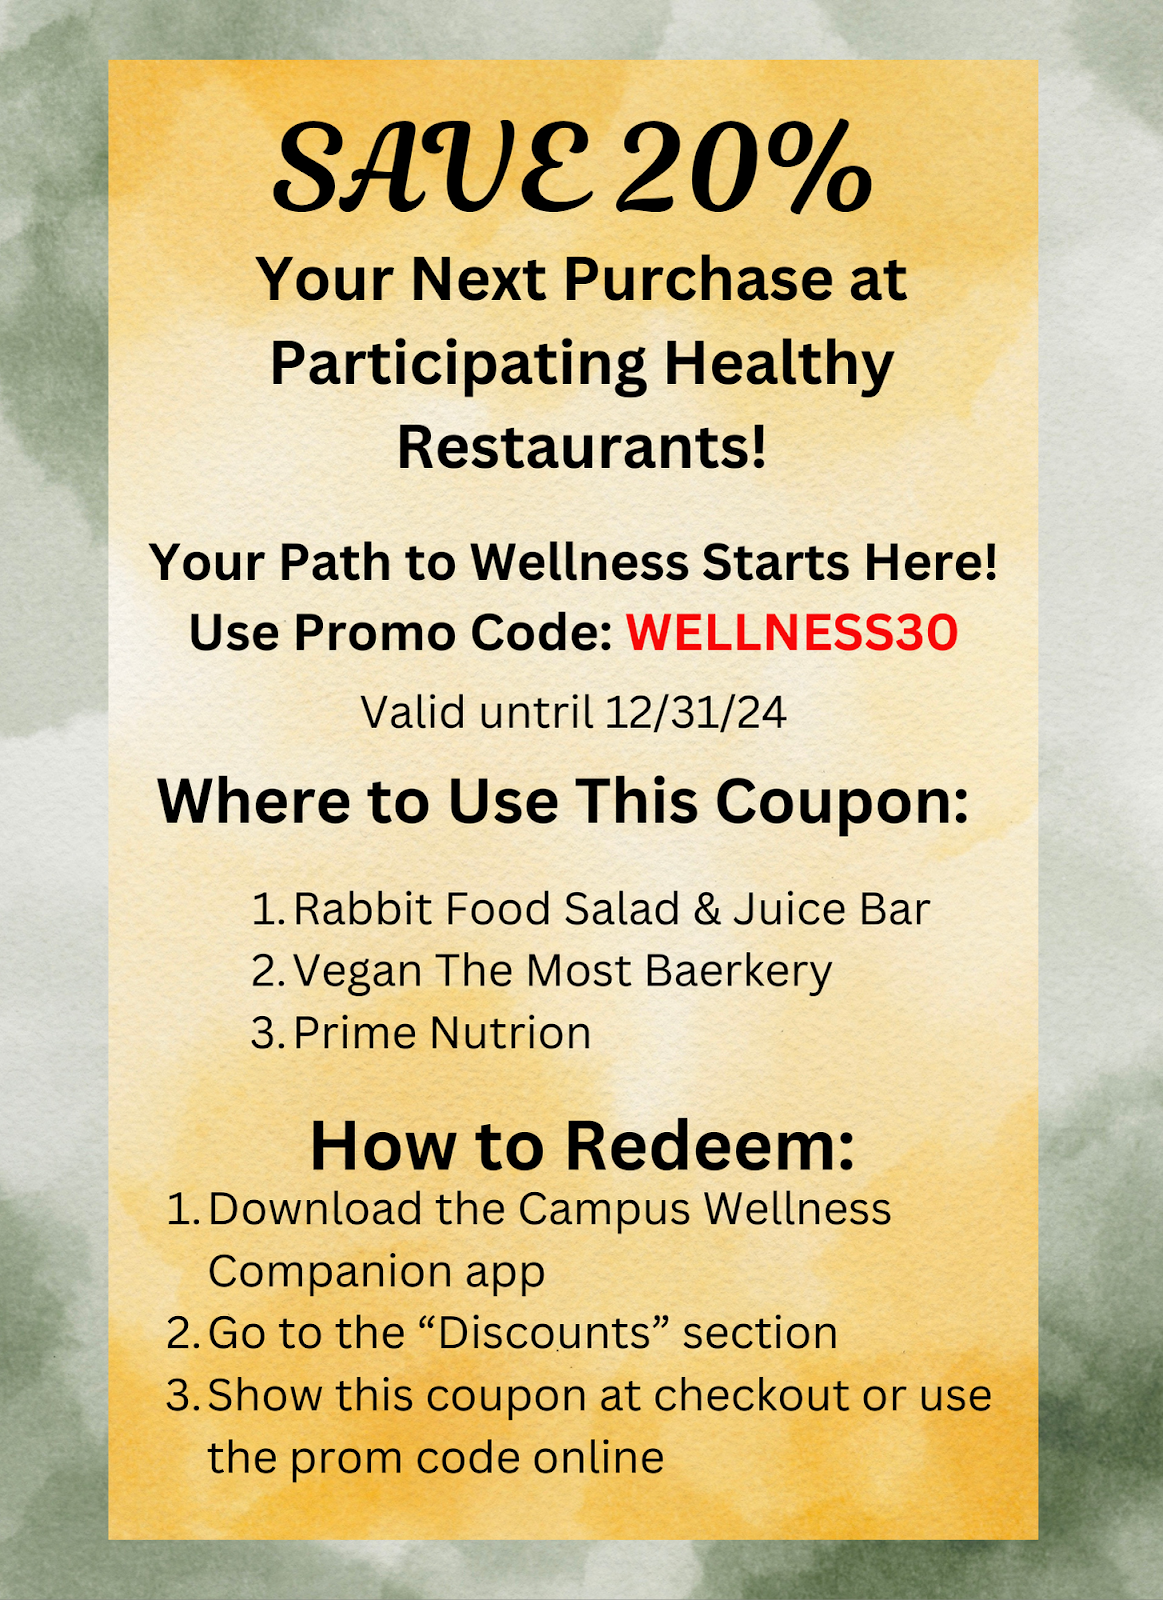 SAVE 20%
Your Next Purchase at
Participating Healthy
Restaurants!
Your Path to Wellness Starts Here!
Use Promo Code: WELLNESS30
Valid untril 12/31/24
Where to Use This Coupon:
1. Rabbit Food Salad & Juice Bar
2. Vegan The Most Baerkery
3. Prime Nutrion
How to Redeem:
1. Download the Campus Wellness
Companion app
2. Go to the “Discounts” section
3. Show this coupon at checkout or use
the prom code online